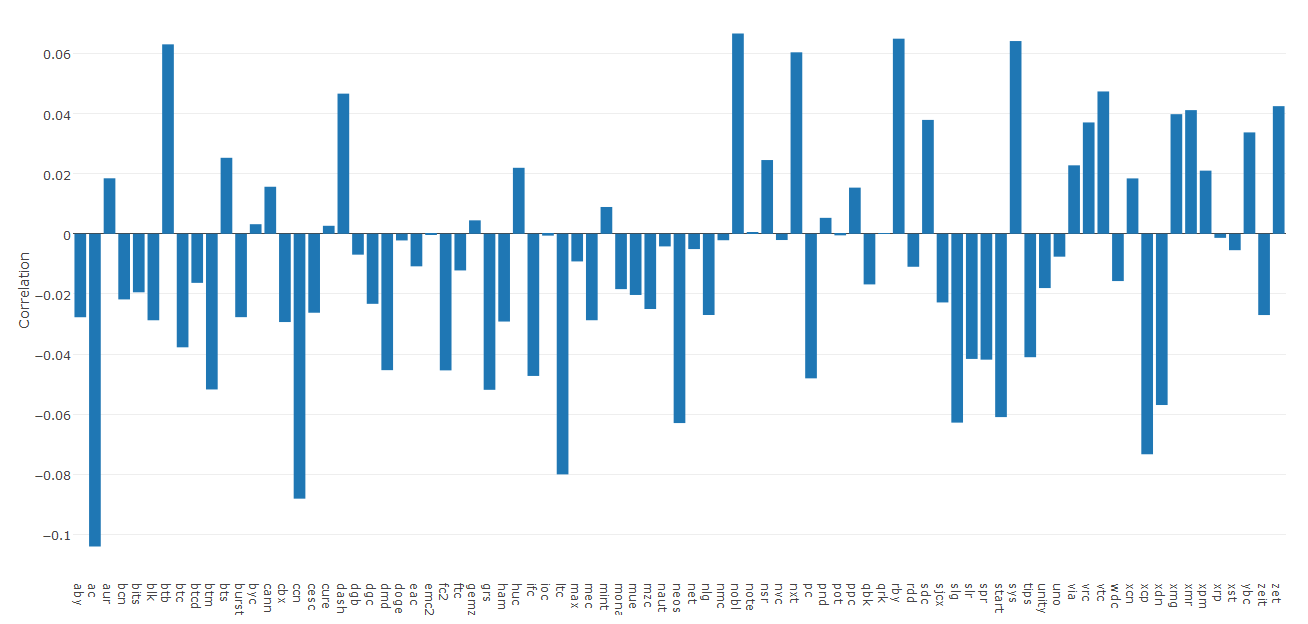 0.06
0.04
0.02
0
−0.02
−0.04
−0.06
−0.08
−0.1
Correlation
aby
ac
aur
bcn
bits
blk
btb
btc
btcd
btm
bts
burst
byc
cann
cbx
ccn
cesc
cure
dash
dgb
dgc
dmd
doge
eac
emc2
fc2
ftc
gemz
grs
ham
huc
ifc
ioc
ltc
max
mec
mint
mona
mue
mzc
naut
neos
net
nlg
nmc
nobl
note
nsr
nvc
nxt
pc
pnd
pot
ppc
qbk
qrk
rby
rdd
sdc
sjcx
slg
slr
spr
start
sys
tips
unity
uno
via
vrc
vtc
wdc
xcn
xcp
xdn
xmg
xmr
xpm
xrp
xst
ybc
zeit
zet